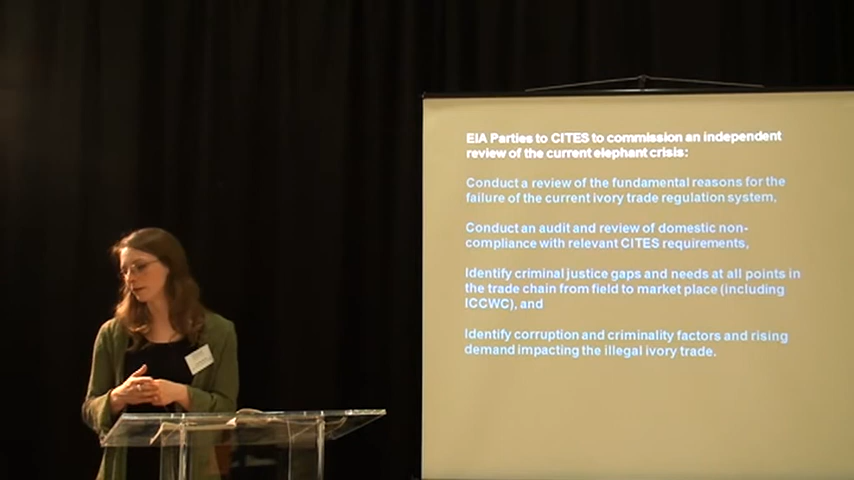 EIA Parties to CITES to commission an independent
review of the current elephant crisis:
Conduct a review of the fundamental reasons for the
failure of the current ivory trade regulation system,
Conduct an audit and review of domestic non-
compliance with relevant CITES requirements,
Identify criminal justice gaps and needs at all points in
the trade chain from field to market place (including
ICCWC), and
Identify corruption and criminality factors and rising
demand impacting the illegal ivory trade.